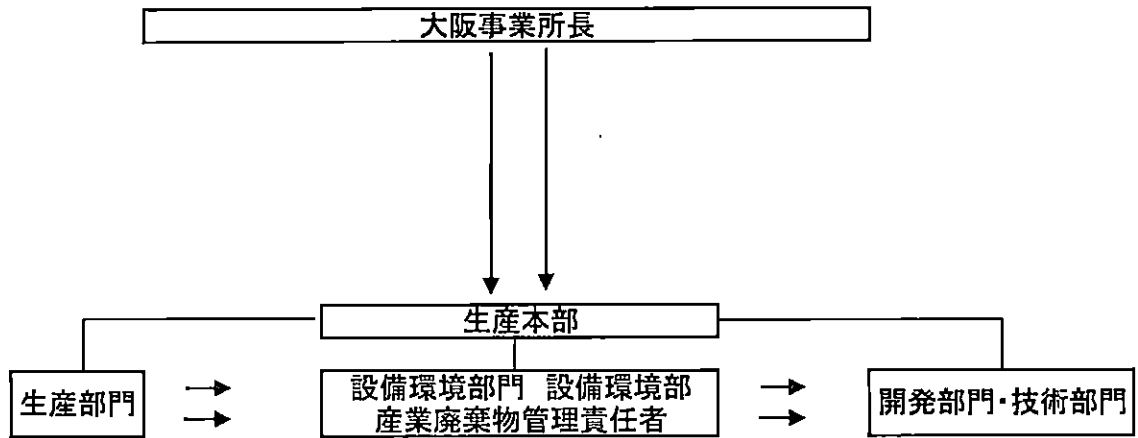 大阪事業所長
生産本部
生産部門
設備環境部門 設備環境部
産業廃棄物管理責任者
開発部門・技術部門